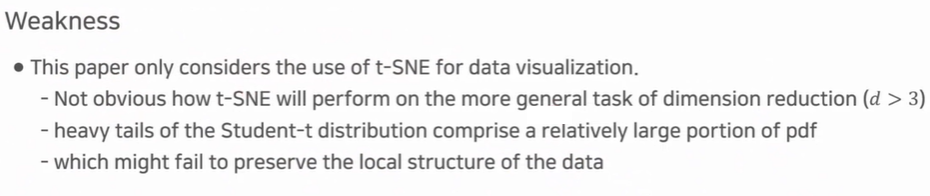 Weakness
• This paper only considers the use of t-SNE for data visualization.
- Not obvious how t-SNE will perform on the more general task of dimension reduction (d > 3)
- heavy tails of the Student-t distribution comprise a relatively large portion of pdf
- which might fail to preserve the local structure of the data